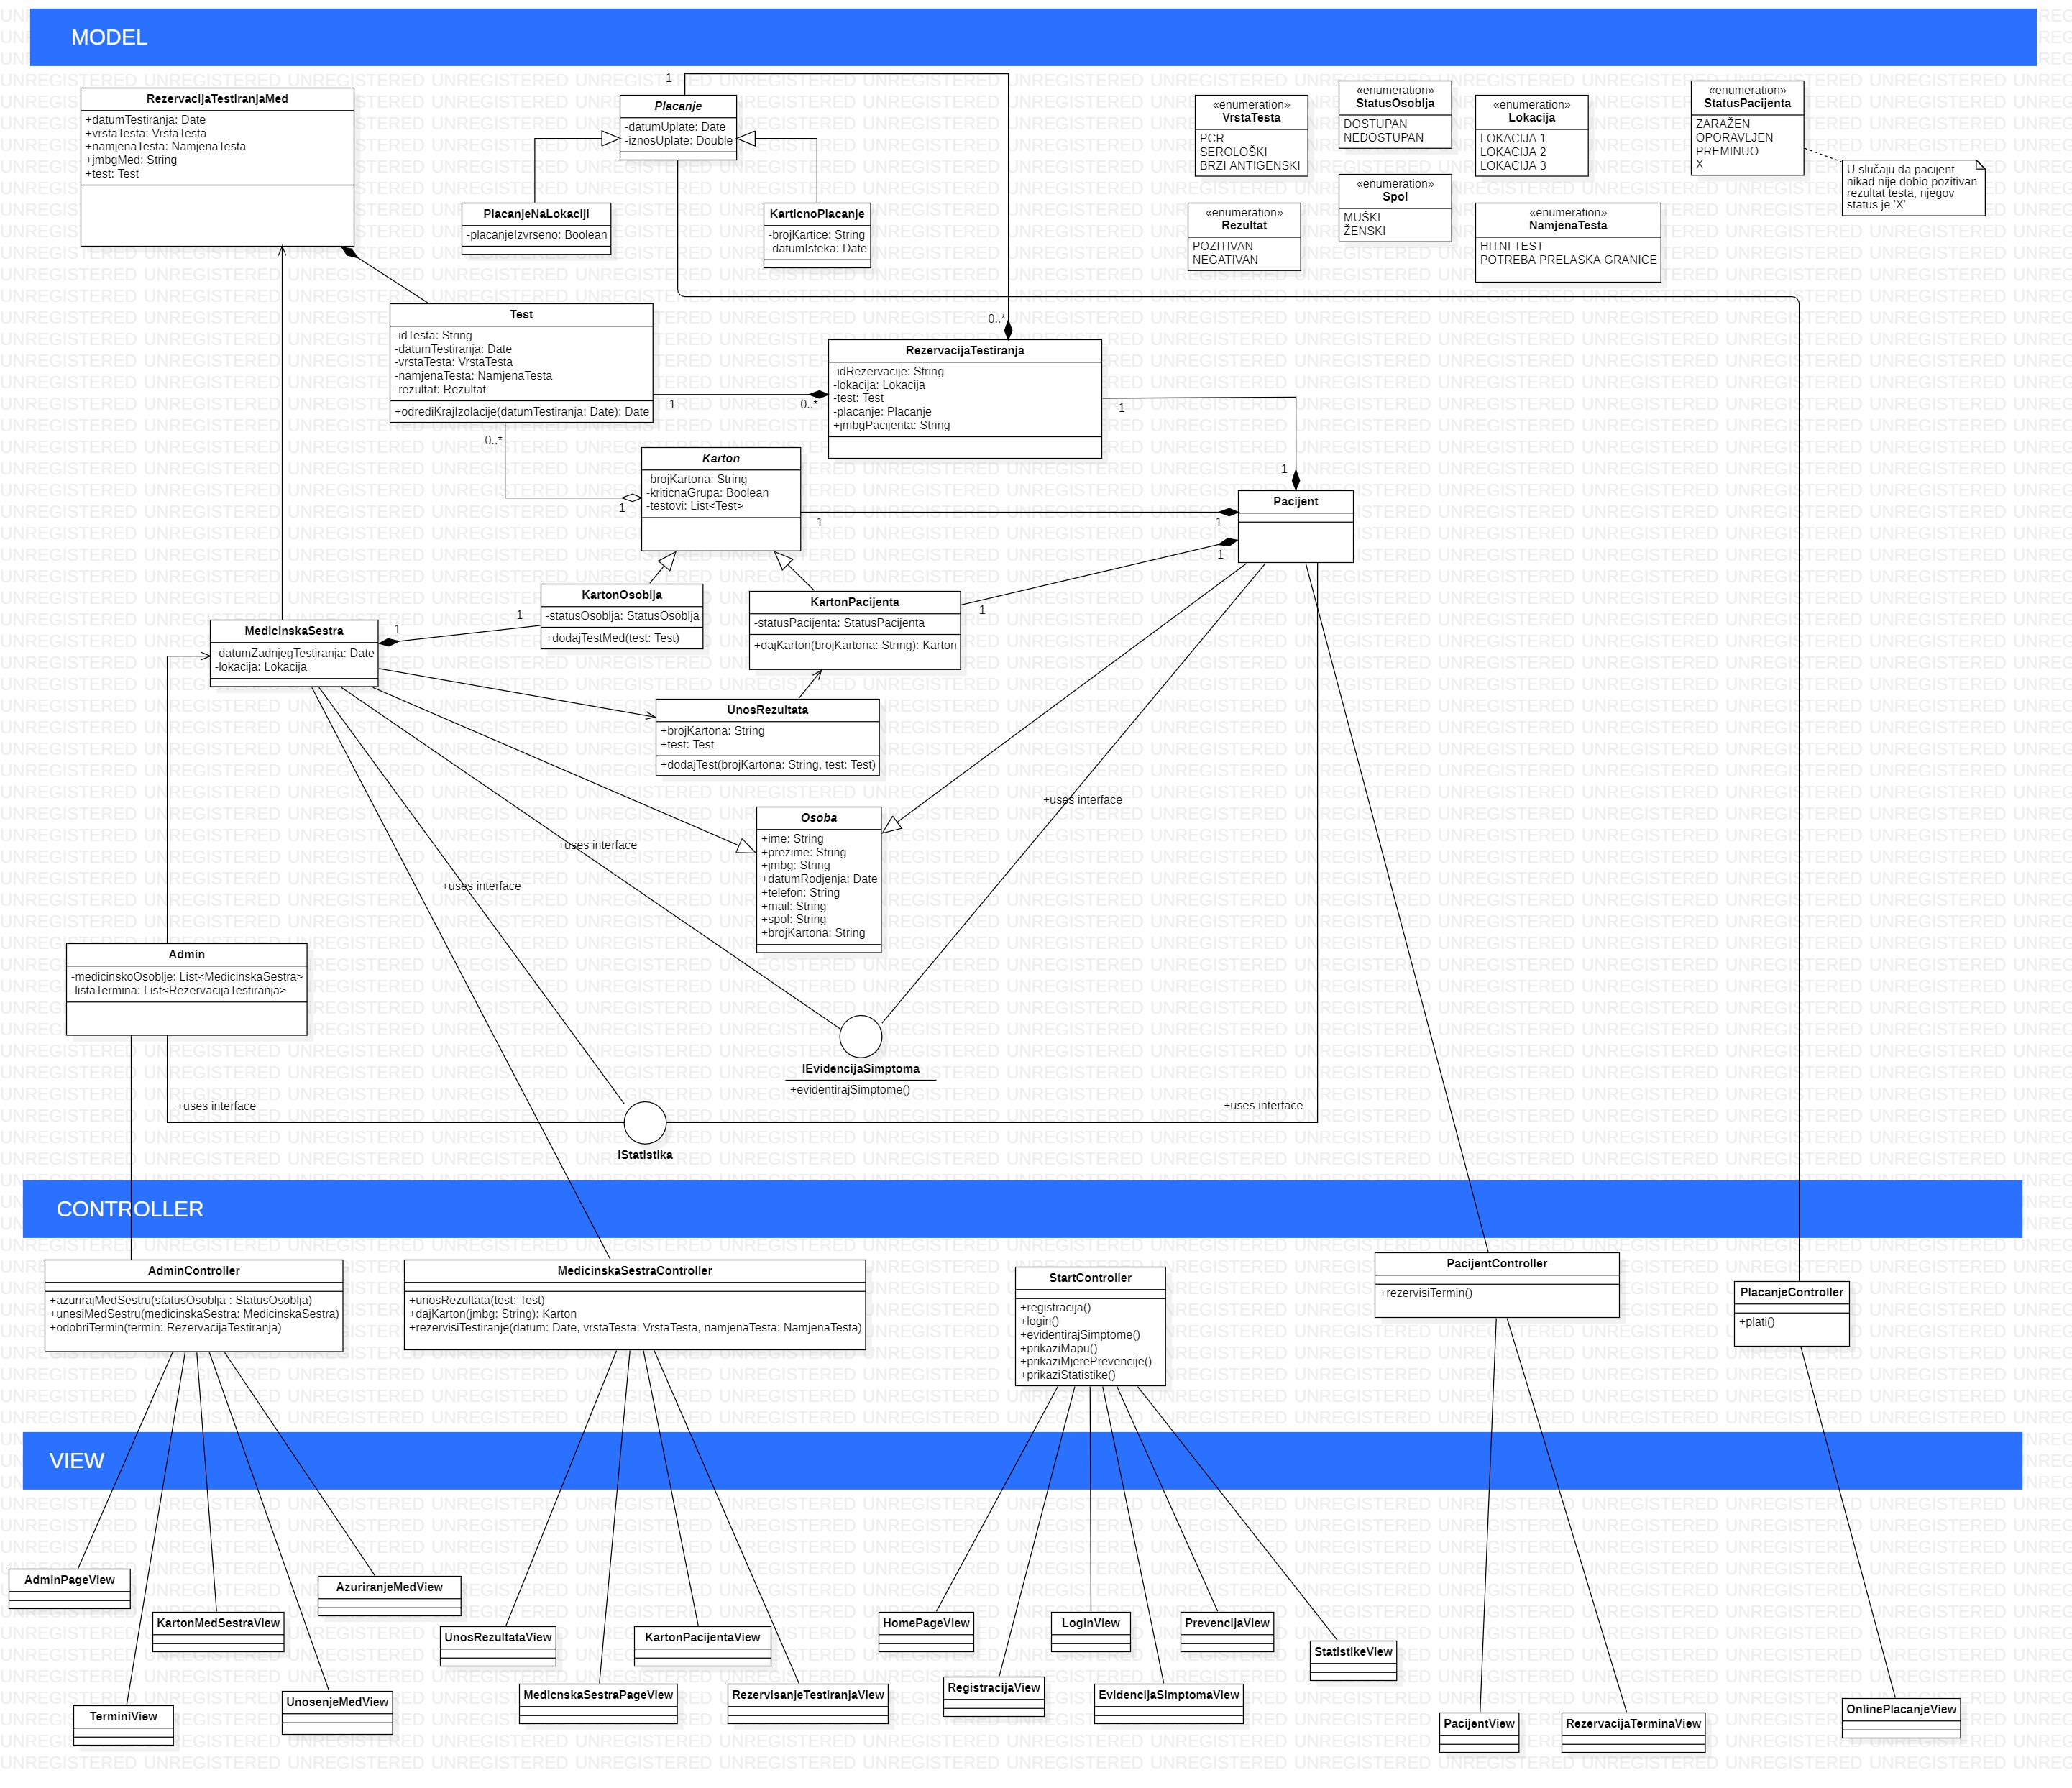 MODEL
RezervacijaTestiranjaMed
+datumTestiranja: Date
+vrstaTesta: VrstaTesta
+namjenaTesta: NamjenaTesta
+jmbgMed: String
+test: Test
1
Placanje
-datumUplate: Date
-iznosUplate: Double
PlacanjeNaLokaciji
-placanjeIzvrseno: Boolean
KarticnoPlacanje
-brojKartice: String
-datumIsteka: Date
«enumeration»
VrstaTesta
PCR
SEROLOŠKI
BRZI ANTIGENSKI
«enumeration»
StatusOsoblja
DOSTUPAN
NEDOSTUPAN
«enumeration»
Lokacija
LOKACIJA 1
LOKACIJA 2
LOKACIJA 3
«enumeration»
StatusPacijenta
ZARAŽEN
OPORAVLJEN
PREMINUO
X
U slučaju da pacijent
nikad nije dobio pozitivan
rezultat testa, njegov
status je 'X'
«enumeration»
Rezultat
POZITIVAN
NEGATIVAN
«enumeration»
Spol
MUŠKI
ŽENSKI
«enumeration»
NamjenaTesta
HITNI TEST
POTREBA PRELASKA GRANICE
Test
-idTesta: String
-datumTestiranja: Date
-vrstaTesta: VrstaTesta
-namjenaTesta: NamjenaTesta
-rezultat: Rezultat
+odrediKrajIzolacije(datumTestiranja: Date): Date
0..*
RezervacijaTestiranja
-idRezervacije: String
-lokacija: Lokacija
-test: Test
-placanje: Placanje
+jmbgPacijenta: String
1
0..*
1
1
0..*
1
Karton
-brojKartona: String
-kriticnaGrupa: Boolean
-testovi: List<Test>
1
1
Pacijent
1
1
KartonOsoblja
-statusOsoblja: StatusOsoblja
+dodajTestMed(test: Test)
KartonPacijenta
-statusPacijenta: StatusPacijenta
+dajKarton(brojKartona: String): Karton
1
1
MedicinskaSestra
-datumZadnjegTestiranja: Date
-lokacija: Lokacija
UnosRezultata
+brojKartona: String
+test: Test
+dodajTest(brojKartona: String, test: Test)
Osoba
+ime: String
+prezime: String
+jmbg: String
+datumRodjenja: Date
+telefon: String
+mail: String
+spol: String
+brojKartona: String
+uses interface
+uses interface
+uses interface
Admin
-medicinskoOsoblje: List<MedicinskaSestra>
-listaTermina: List<RezervacijaTestiranja>
IEvidencijaSimptoma
+evidentirajSimptome()
+uses interface
+uses interface
iStatistika
CONTROLLER
AdminController
+azurirajMedSestru(statusOsoblja : StatusOsoblja)
+unesiMedSestru(medicinskaSestra: MedicinskaSestra)
+odobriTermin(termin: RezervacijaTestiranja)
MedicinskaSestraController
+unosRezultata(test: Test)
+dajKarton(jmbg: String): Karton
+rezervisiTestiranje(datum: Date, vrstaTesta: VrstaTesta, namjenaTesta: NamjenaTesta)
StartController
+registracija()
+login()
+evidentirajSimptome()
+prikaziMapu()
+prikaziMjerePrevencije()
+prikaziStatistike()
PacijentController
+rezervisiTermin()
PlacanjeController
+plati()
VIEW
AdminPageView
KartonMedSestraView
AzuriranjeMedView
TerminiView
UnosenjeMedView
UnosRezultataView
KartonPacijentaView
MedicnskaSestraPageView
RezervisanjeTestiranjaView
HomePageView
LoginView
PrevencijaView
StatistikeView
RegistracijaView
EvidencijaSimptomaView
PacijentView
RezervacijaTerminaView
OnlinePlacanjeView